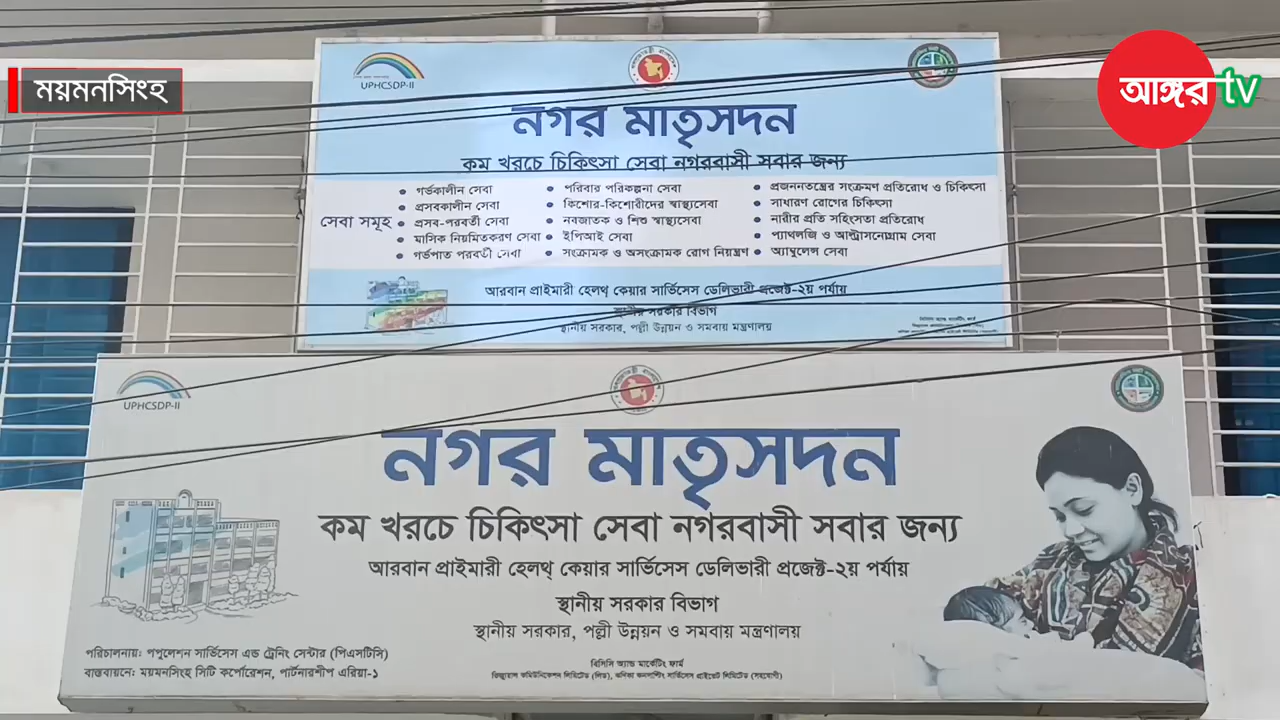 ময়মনসিংহ
আঙ্গর tv
UPHCSDP-II
নগর মাতৃসদন
কম খরচে চিকিৎসা সেবা নগরবাসী সবার জন্য
সেবা সমূহ
গর্ভকালীন সেবা
প্রসবকালীন সেবা
প্রসব-পরবর্তী সেবা
মাসিক নিয়মিতকরণ সেবা
গর্ভপাত পরবর্তী সেবা
পরিবার পরিকল্পনা সেবা
কিশোর-কিশোরীদের স্বাস্থ্যসেবা
নবজাতক ও শিশু স্বাস্থ্যসেবা
ইপিআই সেবা
সংক্রামক ও অসংক্রামক রোগ নিয়ন্ত্রণ
প্রজননতন্ত্রের সংক্রমণ প্রতিরোধ ও চিকিৎসা
সাধারণ রোগের চিকিৎসা
নারীর প্রতি সহিংসতা প্রতিরোধ
প্যাথলজি ও আল্ট্রাসনোগ্রাম সেবা
অ্যাম্বুলেন্স সেবা
আরবান প্রাইমারী হেলথ্ কেয়ার সার্ভিসেস ডেলিভারী প্রজেক্ট-২য় পর্যায়
স্থানীয় সরকার বিভাগ
স্থানীয় সরকার, পল্লী উন্নয়ন ও সমবায় মন্ত্রণালয়
UPHCSDP-II
নগর মাতৃসদন
কম খরচে চিকিৎসা সেবা নগরবাসী সবার জন্য
আরবান প্রাইমারী হেলথ্ কেয়ার সার্ভিসেস ডেলিভারী প্রজেক্ট-২য় পর্যায়
স্থানীয় সরকার বিভাগ
স্থানীয় সরকার, পল্লী উন্নয়ন ও সমবায় মন্ত্রণালয়
পরিচালনায়: পপুলেশন সার্ভিসেস এন্ড ট্রেনিং সেন্টার (পিএসটিসি)
বাস্তবায়নে: ময়মনসিংহ সিটি কর্পোরেশন, পার্টনারশীপ এরিয়া-১
বিসিসি অ্যান্ড মার্কেটিং ফার্ম